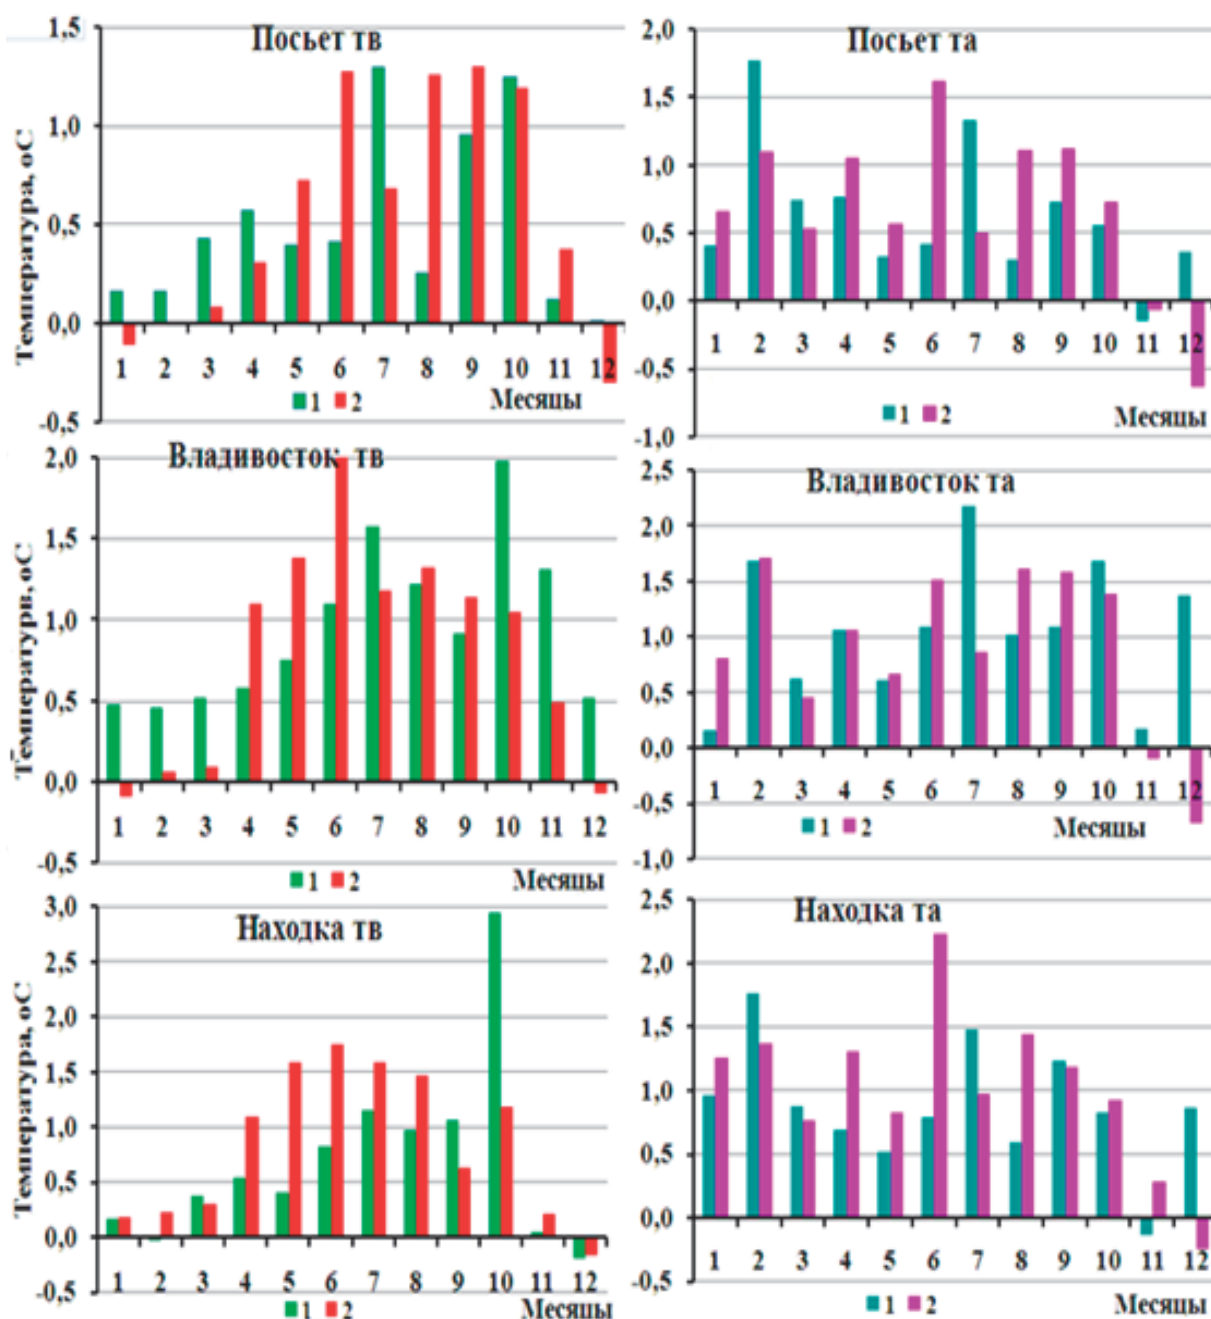 Посьет тв
Температура, оС
1,5
1,0
0,5
0,0
-0,5
1 2 3 4 5 6 7 8 9 10 11 12
1 2 Месяцы
Посьет та
2,0
1,5
1,0
0,5
0,0
-0,5
-1,0
1 2 3 4 5 6 7 8 9 10 11 12
1 2 Месяцы
Владивосток тв
Температурв, оС
2,0
1,5
1,0
0,5
0,0
-0,5
1 2 3 4 5 6 7 8 9 10 11 12
1 2 Месяцы
Владивосток та
2,5
2,0
1,5
1,0
0,5
0,0
-0,5
-1,0
1 2 3 4 5 6 7 8 9 10 11 12
1 2 Месяцы
Находка тв
Температура, оС
3,0
2,5
2,0
1,5
1,0
0,5
0,0
-0,5
1 2 3 4 5 6 7 8 9 10 11 12
1 2 Месяцы
Находка та
2,5
2,0
1,5
1,0
0,5
0,0
-0,5
1 2 3 4 5 6 7 8 9 10 11 12
1 2 Месяцы